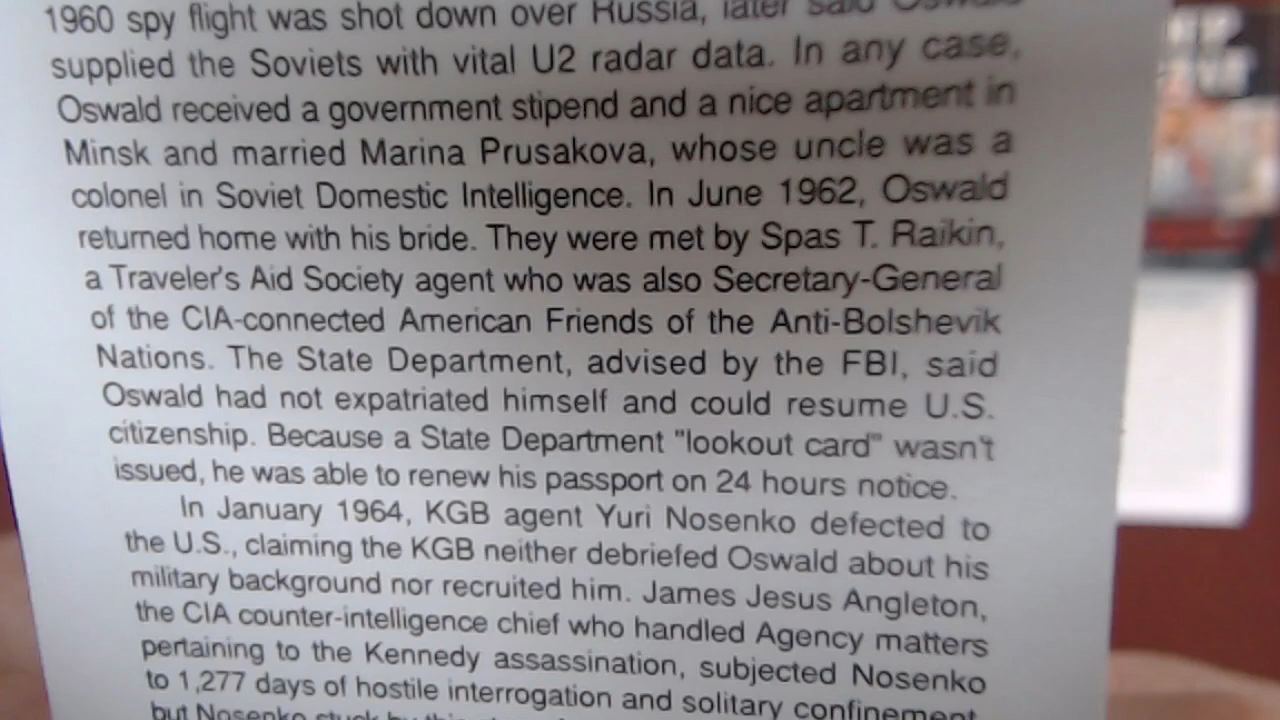 1960 spy flight was shot down over Russia, later said Oswald
supplied the Soviets with vital U2 radar data. In any case,
Oswald received a government stipend and a nice apartment in
Minsk and married Marina Prusakova, whose uncle was a
colonel in Soviet Domestic Intelligence. In June 1962, Oswald
returned home with his bride. They were met by Spas T. Raikin,
a Traveler's Aid Society agent who was also Secretary-General
of the CIA-connected American Friends of the Anti-Bolshevik
Nations. The State Department, advised by the FBI, said
Oswald had not expatriated himself and could resume U.S.
citizenship. Because a State Department "lookout card" wasn't
issued, he was able to renew his passport on 24 hours notice.
In January 1964, KGB agent Yuri Nosenko defected to
the U.S., claiming the KGB neither debriefed Oswald about his
military background nor recruited him. James Jesus Angleton,
the CIA counter-intelligence chief who handled Agency matters
pertaining to the Kennedy assassination, subjected Nosenko
to 1,277 days of hostile interrogation and solitary confinement
but Nosenko stuck by